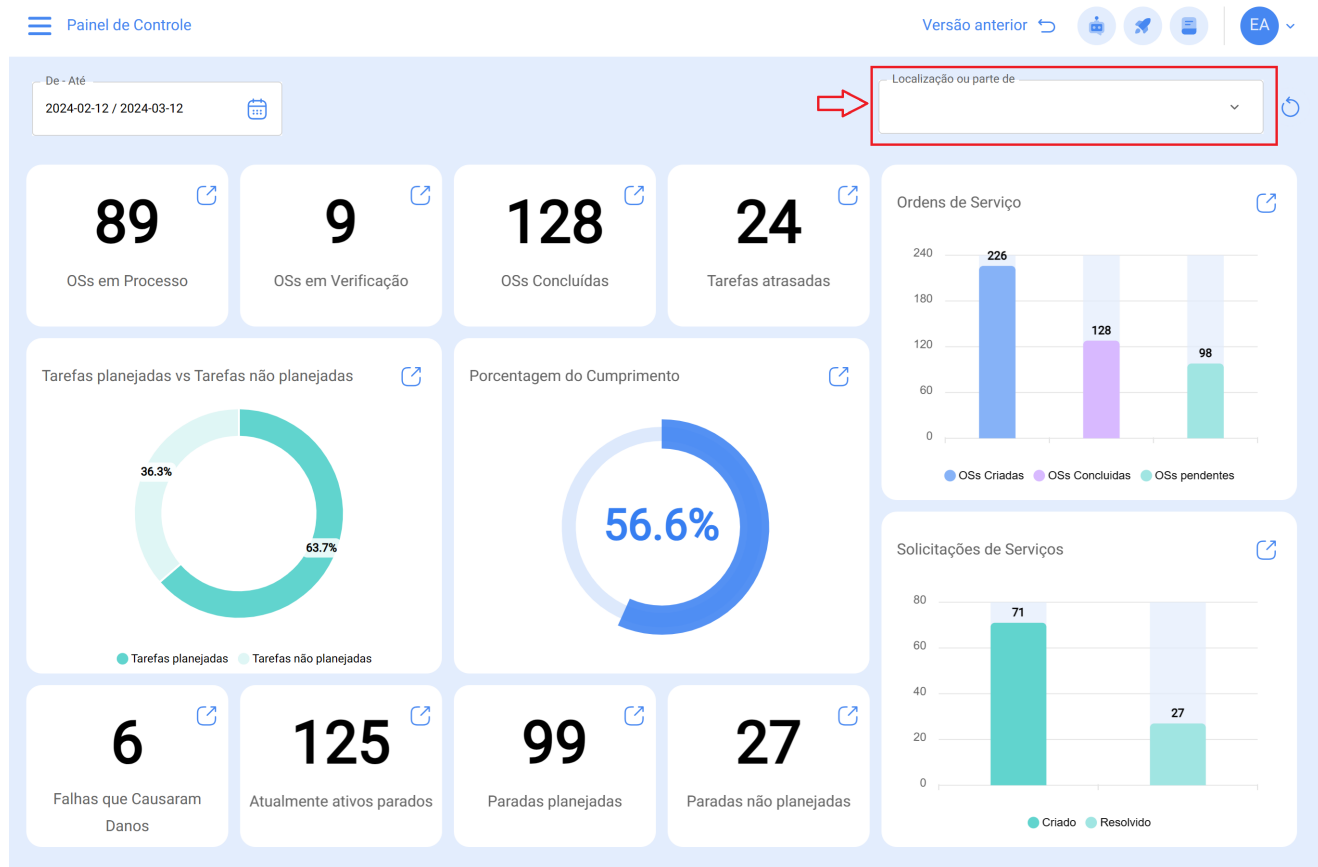 Painel de Controle
Versão anterior
EA
De - Até
2024-02-12 / 2024-03-12
Localização ou parte de
89
OSs em Processo
9
OSs em Verificação
128
OSs Concluídas
24
Tarefas atrasadas
Ordens de Serviço
240
180
120
60
0
226
128
98
OSs Criadas
OSs Concluidas
OSs pendentes
Tarefas planejadas vs Tarefas não planejadas
36.3%
63.7%
Tarefas planejadas
Tarefas não planejadas
Porcentagem do Cumprimento
56.6%
Solicitações de Serviços
80
60
40
20
0
71
27
Criado
Resolvido
6
Falhas que Causaram
Danos
125
Atualmente ativos parados
99
Paradas planejadas
27
Paradas não planejadas